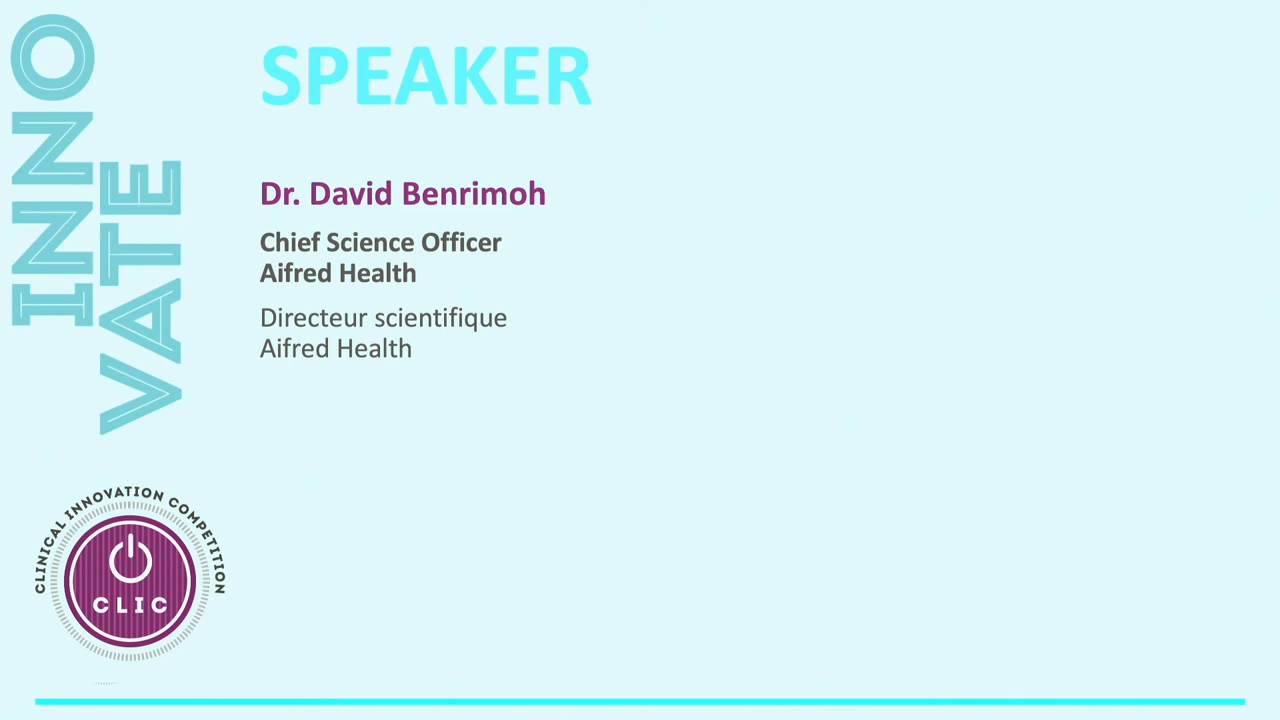 INNO
VATE
SPEAKER
Dr. David Benrimoh
Chief Science Officer
Aifred Health
Directeur scientifique
Aifred Health
CLINICAL INNOVATION COMPETITION
CLIC